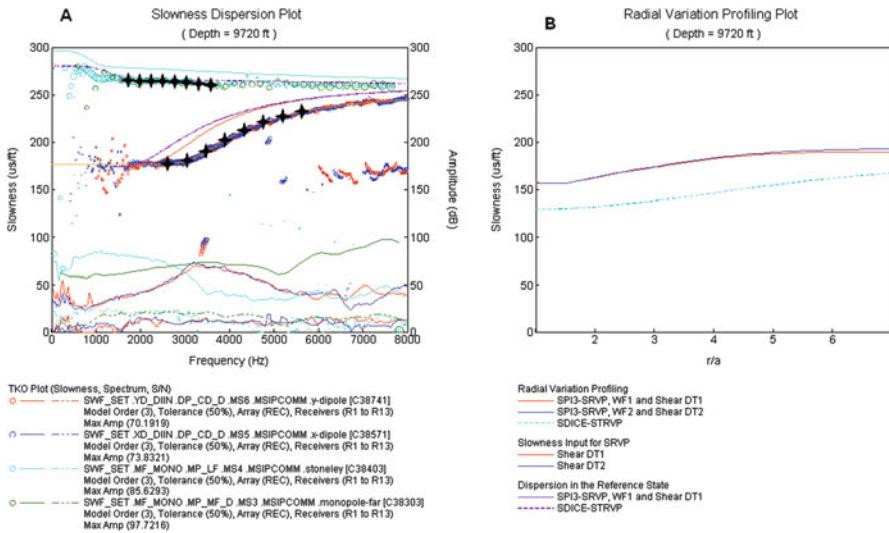 A
Slowness Dispersion Plot
( Depth = 9720 ft )
Slowness (us/ft)
300
250
200
150
100
50
0
300
250
200
150
100
50
0
Amplitude (dB)
0 1000 2000 3000 4000 5000 6000 7000 8000
Frequency (Hz)
TKO Plot (Slowness, Spectrum, S/N)
SWF_SET .YD_DIIN .DP_CD_D .MS6 .MSIPCOMM .y-dipole [C38741]
Model Order (3), Tolerance (50%), Array (REC), Receivers (R1 to R13)
Max Amp (70.1919)
SWF_SET .XD_DIIN .DP_CD_D .MS5 .MSIPCOMM .x-dipole [C38571]
Model Order (3), Tolerance (50%), Array (REC), Receivers (R1 to R13)
Max Amp (73.8321)
SWF_SET .MF_MONO .MP_LF .MS4 .MSIPCOMM .stoneley [C38403]
Model Order (3), Tolerance (50%), Array (REC), Receivers (R1 to R13)
Max Amp (85.6293)
SWF_SET .MF_MONO .MP_MF_D .MS3 .MSIPCOMM .monopole-far [C38303]
Model Order (3), Tolerance (50%), Array (REC), Receivers (R1 to R13)
Max Amp (97.7216)
B
Radial Variation Profiling Plot
( Depth = 9720 ft )
Slowness (us/ft)
300
250
200
150
100
50
0
2 3 4 5 6
r/a
Radial Variation Profiling
SPI3-SRVP, WF1 and Shear DT1
SPI3-SRVP, WF2 and Shear DT2
SDICE-STRVP
Slowness Input for SRVP
Shear DT1
Shear DT2
Dispersion in the Reference State
SPI3-SRVP, WF1 and Shear DT1
SDICE-STRVP